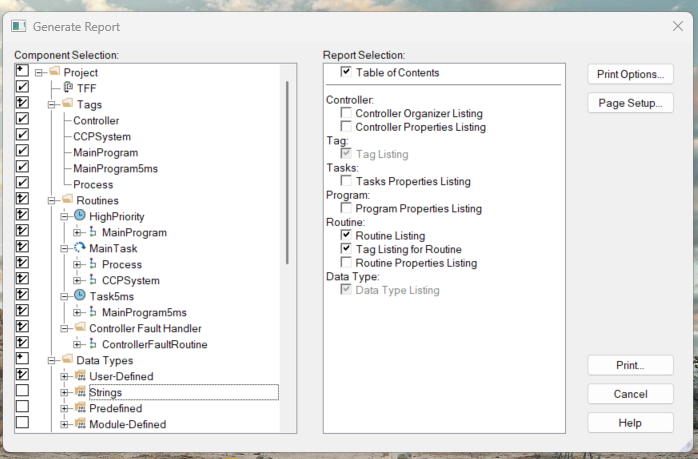 Generate Report
Component Selection:
Project
TFF
Tags
Controller
CCPSystem
MainProgram
MainProgram5ms
Process
Routines
HighPriority
MainProgram
MainTask
Process
CCPSystem
Task5ms
MainProgram5ms
Controller Fault Handler
ControllerFaultRoutine
Data Types
User-Defined
Strings
Predefined
Module-Defined
Report Selection:
Table of Contents
Controller:
Controller Organizer Listing
Controller Properties Listing
Tag:
Tag Listing
Tasks:
Tasks Properties Listing
Program:
Program Properties Listing
Routine:
Routine Listing
Tag Listing for Routine
Routine Properties Listing
Data Type:
Data Type Listing
Print Options...
Page Setup...
Print...
Cancel
Help